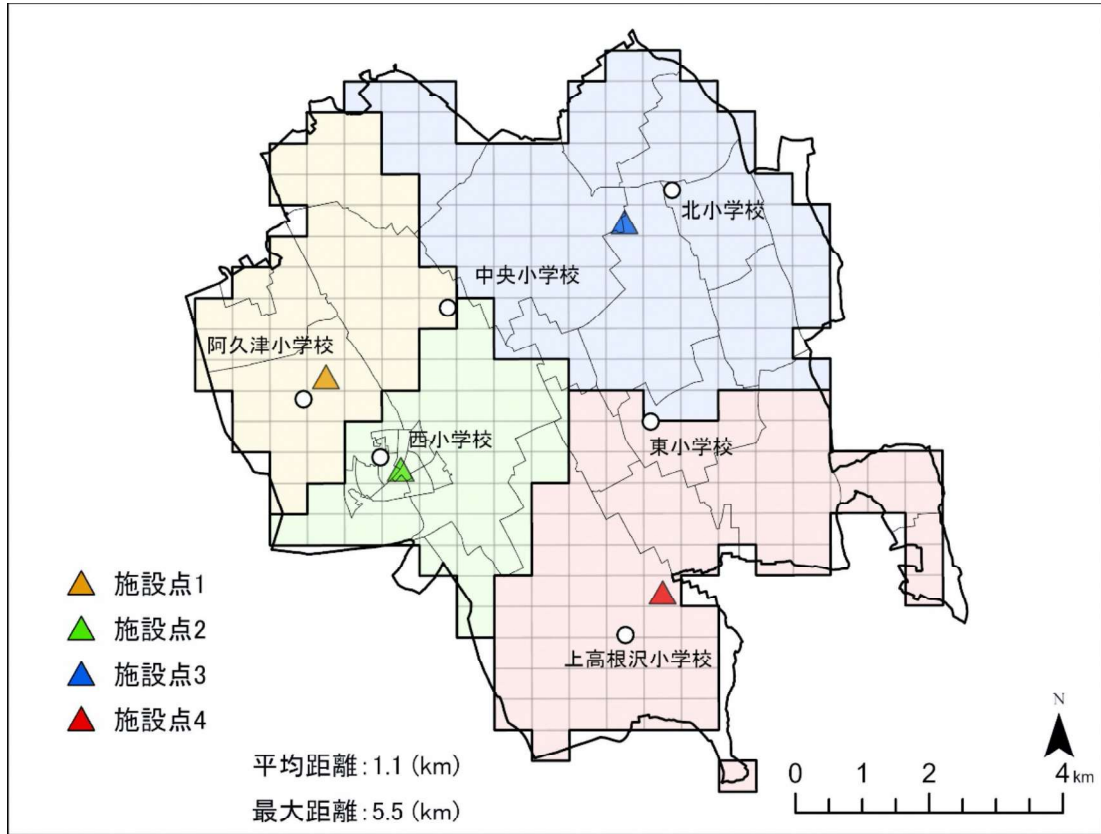 北小学校
中央小学校
阿久津小学校
西小学校
東小学校
上高根沢小学校
施設点1
施設点2
施設点3
施設点4
平均距離:1.1 (km)
最大距離:5.5 (km)
N
0 1 2 4 km